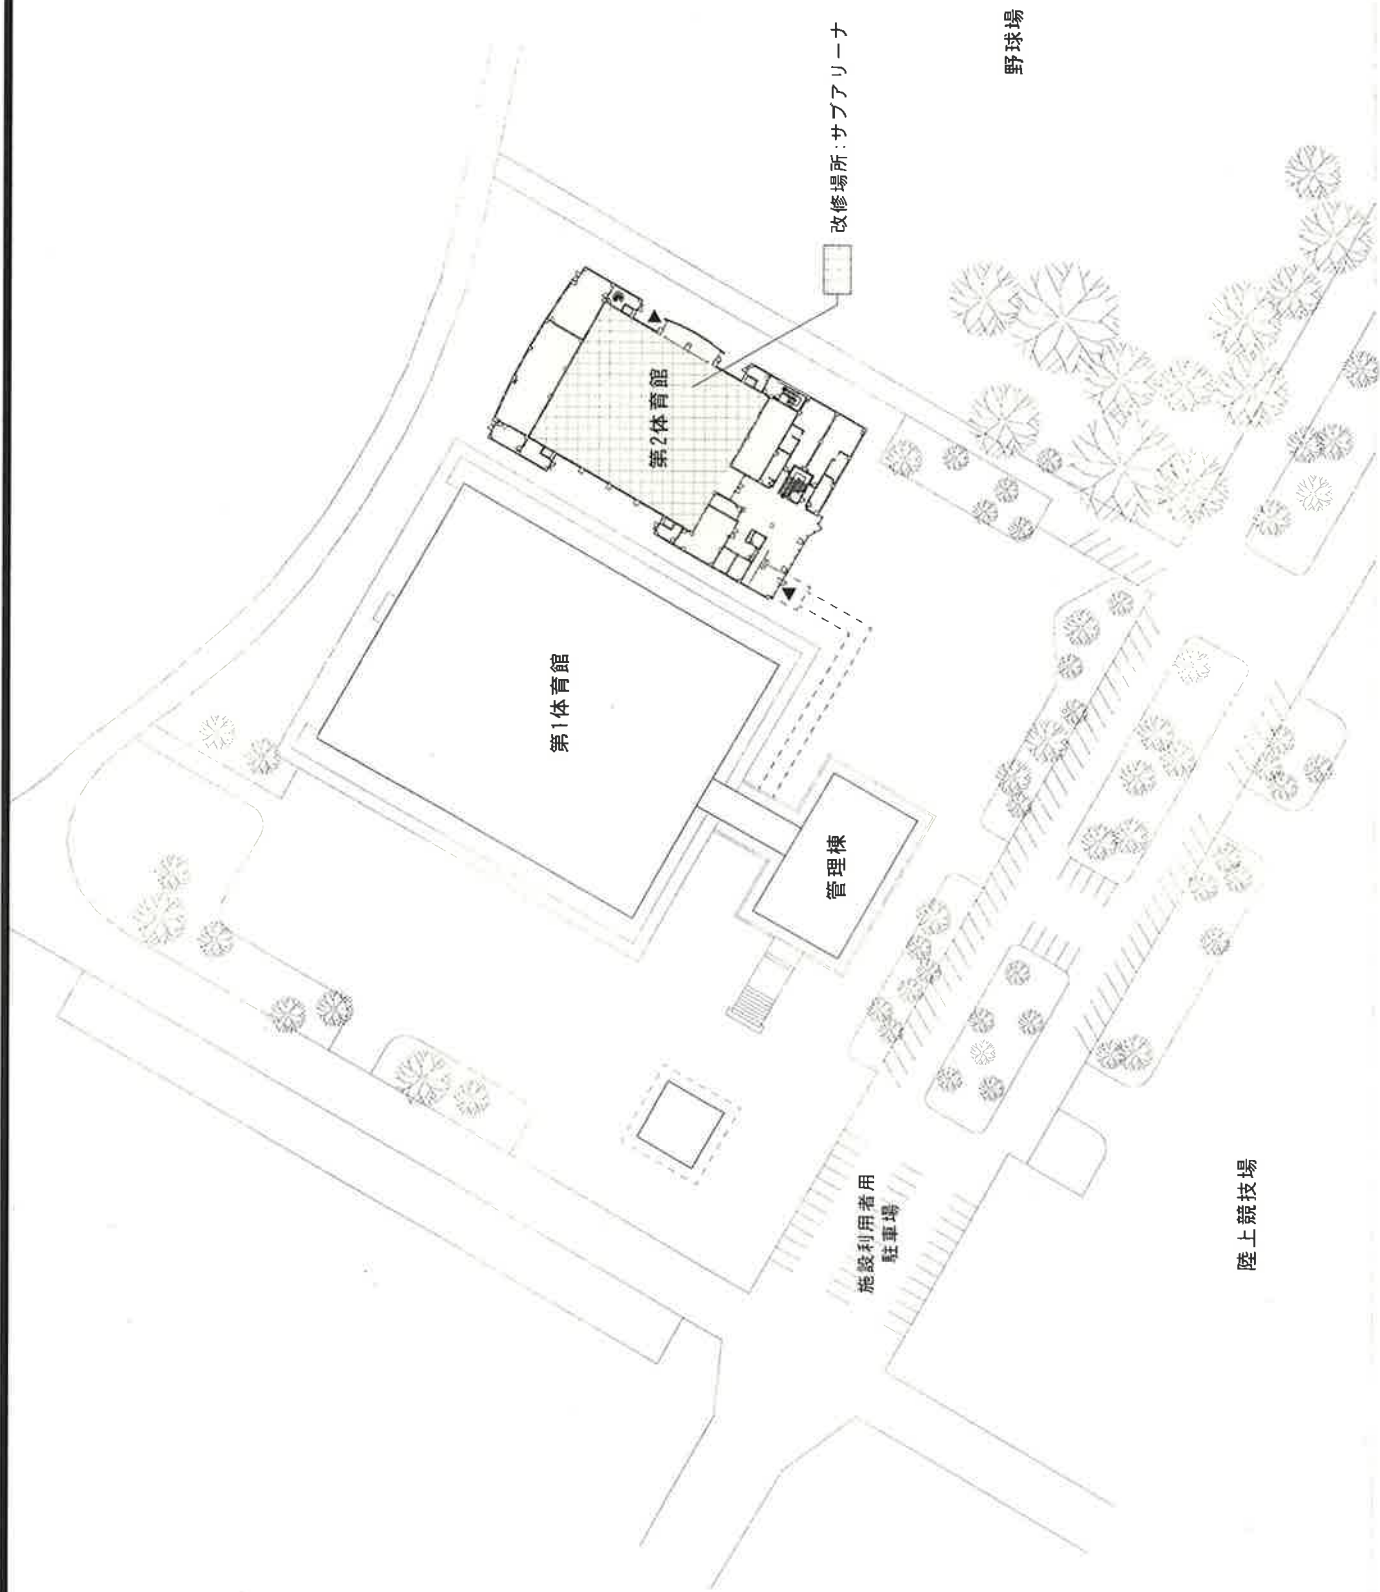 野球場
改修場所:サブアリーナ
第2体育館
第1体育館
管理棟
施設利用者用
駐車場
陸上競技場